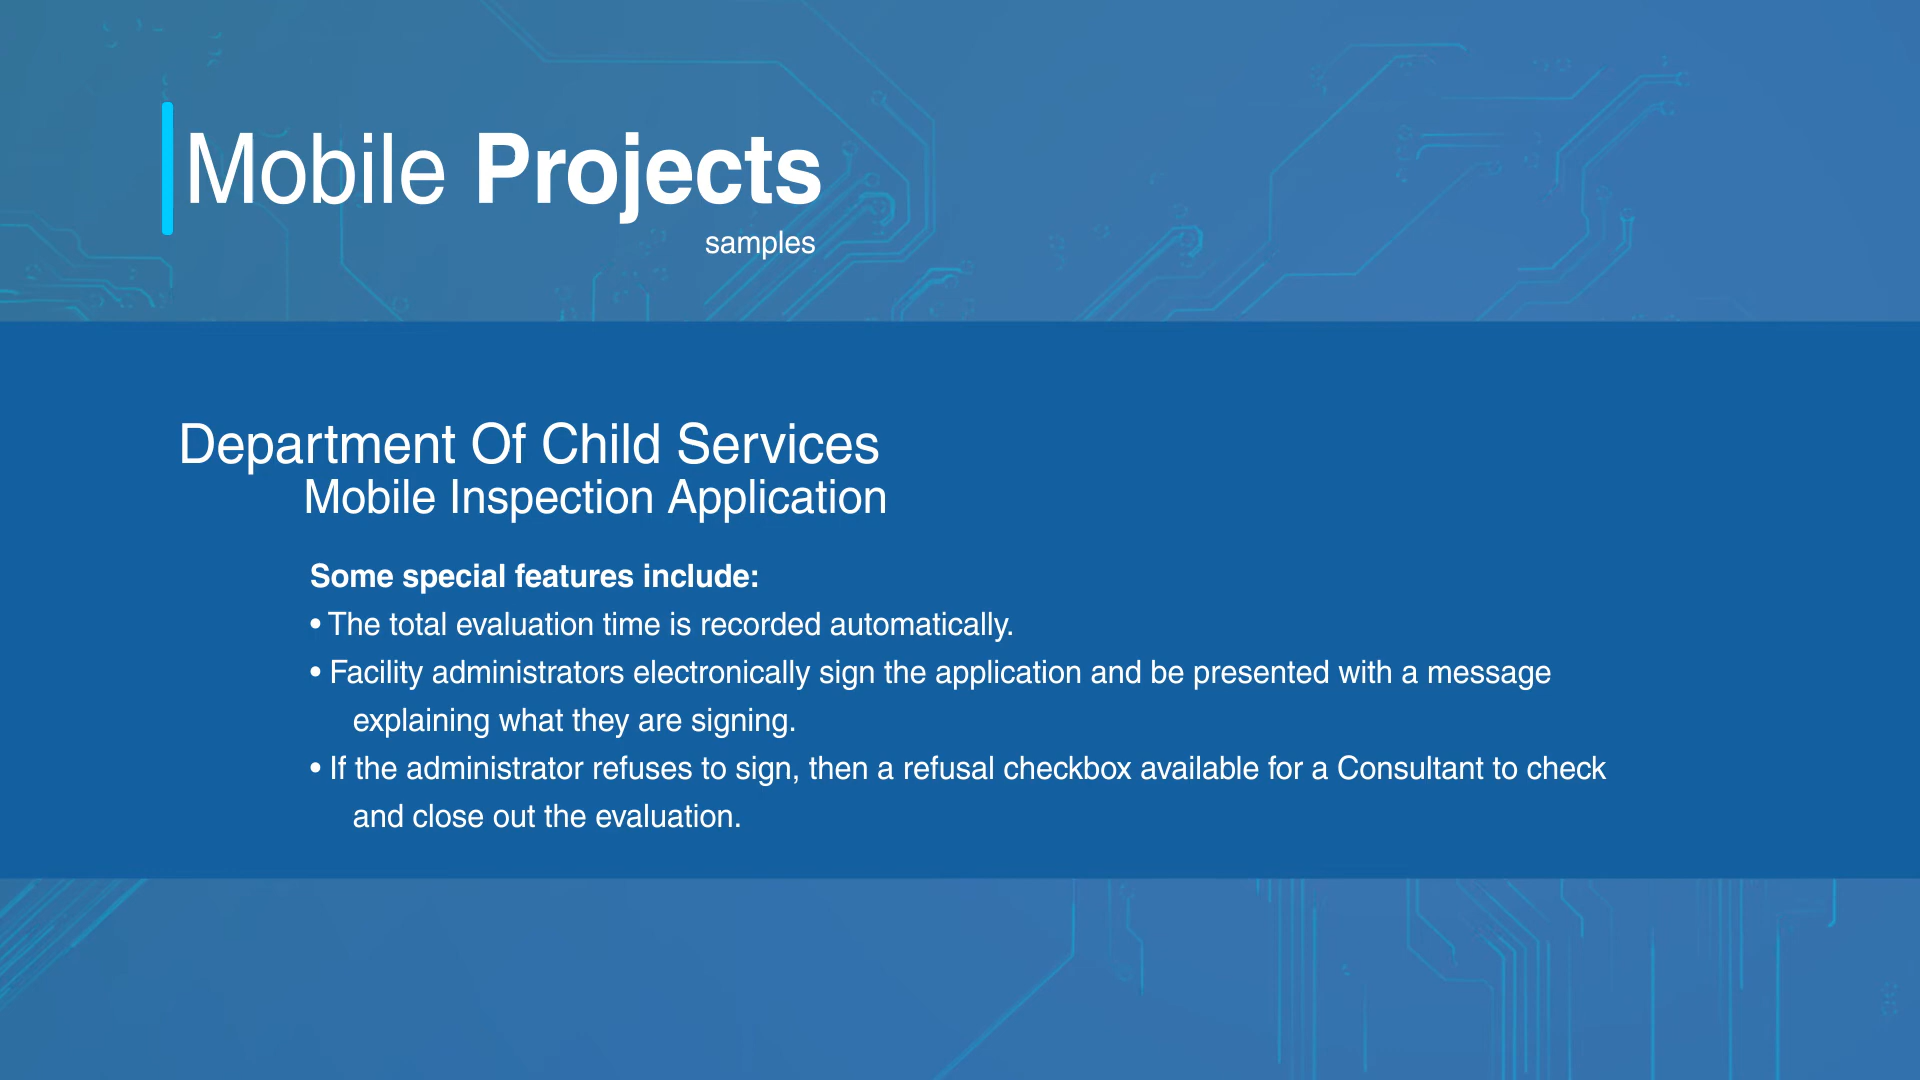 Mobile Projects
samples
Department Of Child Services
Mobile Inspection Application
Some special features include:
• The total evaluation time is recorded automatically.
• Facility administrators electronically sign the application and be presented with a message
explaining what they are signing.
• If the administrator refuses to sign, then a refusal checkbox available for a Consultant to check
and close out the evaluation.